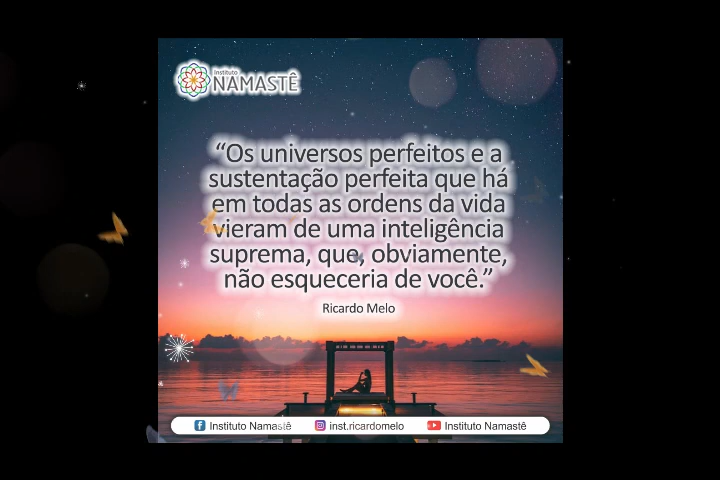 Instituto
NAMASTÊ
“Os universos perfeitos e a
sustentação perfeita que há
em todas as ordens da vida
vieram de uma inteligência
suprema, que, obviamente,
não esqueceria de você.”
Ricardo Melo
Instituto Namastê inst.ricardomelo Instituto Namastê